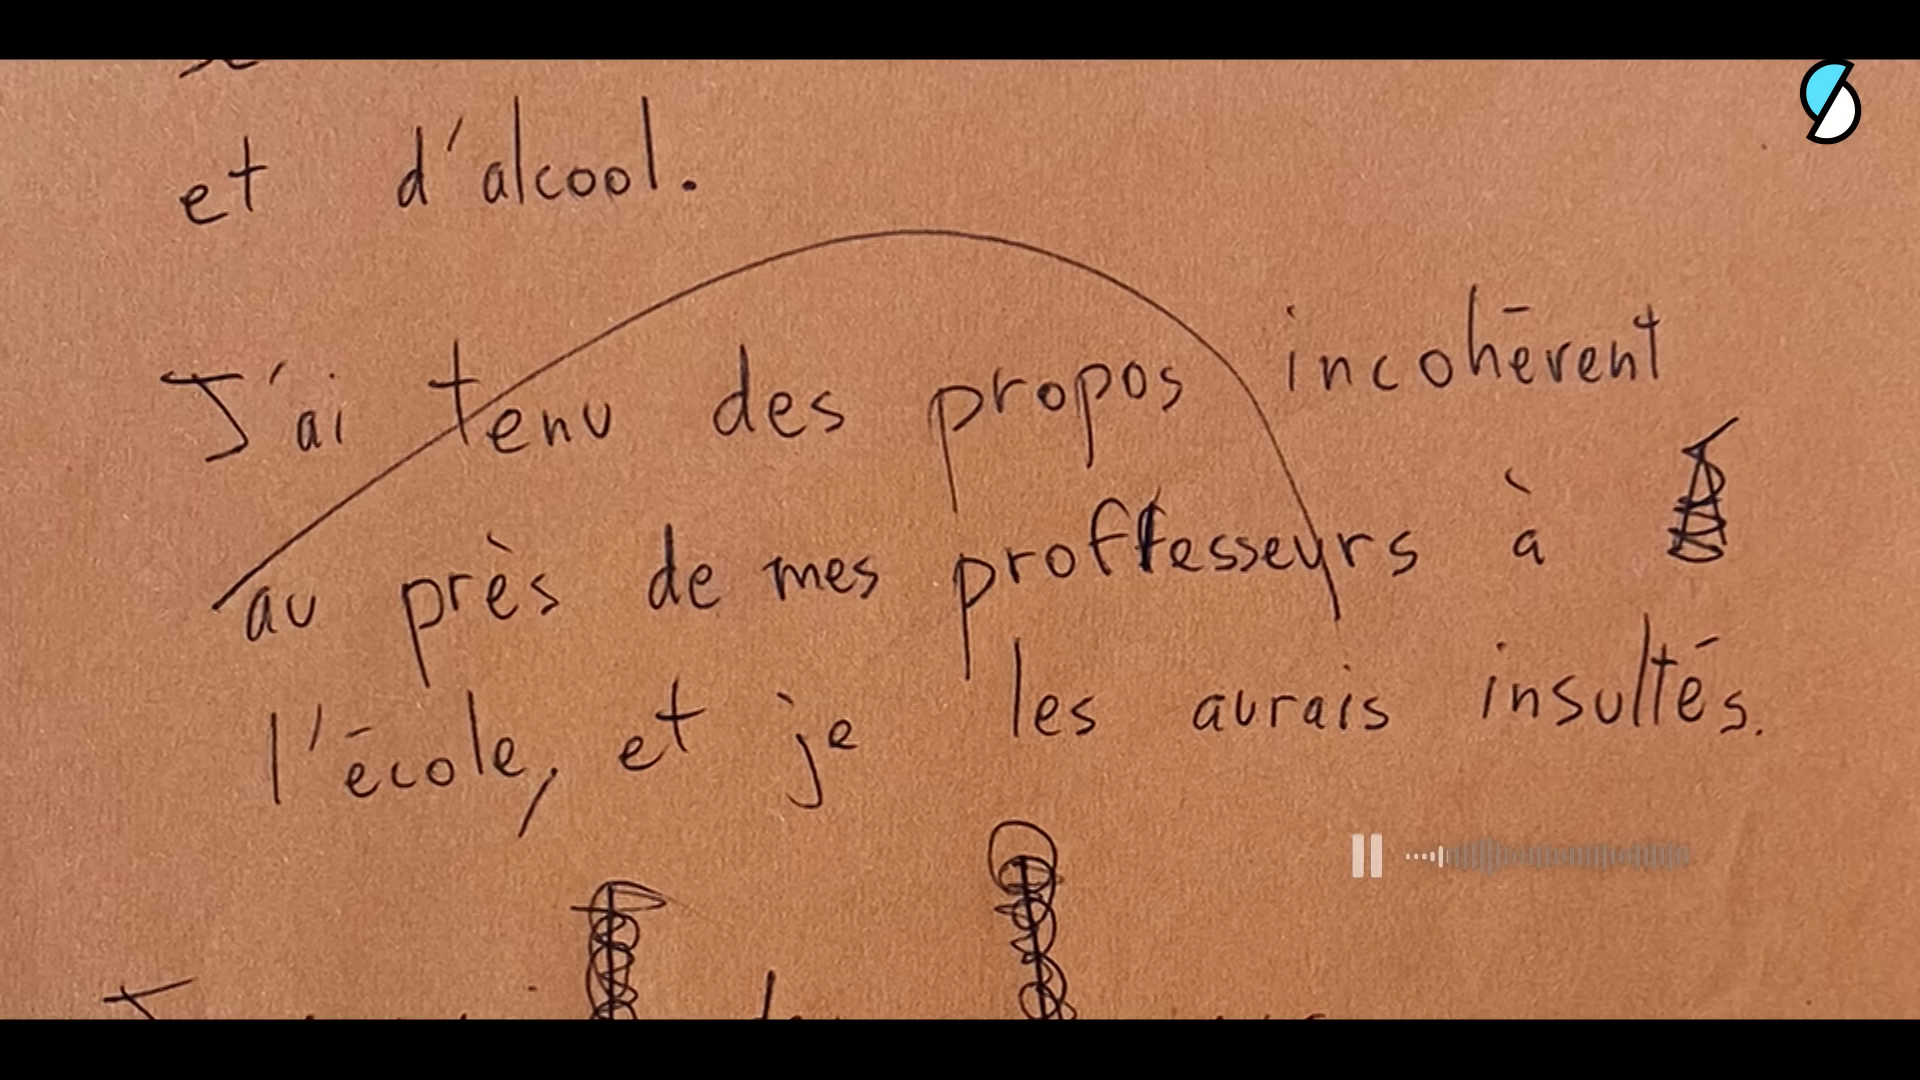 et d'alcool.
J'ai tenu des propos incohérent
au près de mes proffesseurs à
l'école, et je les aurais insultés.